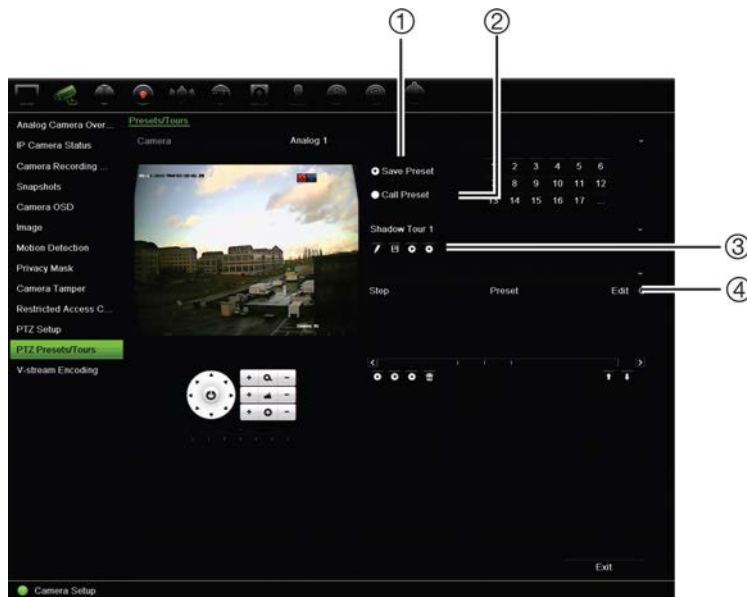 ① ②
Analog Camera Over...
IP Camera Status
Camera Recording ...
Snapshots
Camera OSD
Image
Motion Detection
Privacy Mask
Camera Tamper
Restricted Access C...
PTZ Setup
PTZ Presets/Tours
V-stream Encoding
Presets/Tours
Camera Analog 1
Save Preset
Call Preset
2 3 4 5 6
8 9 10 11 12
13 14 15 16 17 ...
Shadow Tour 1
③
Step Preset Edit
④
Exit
Camera Setup